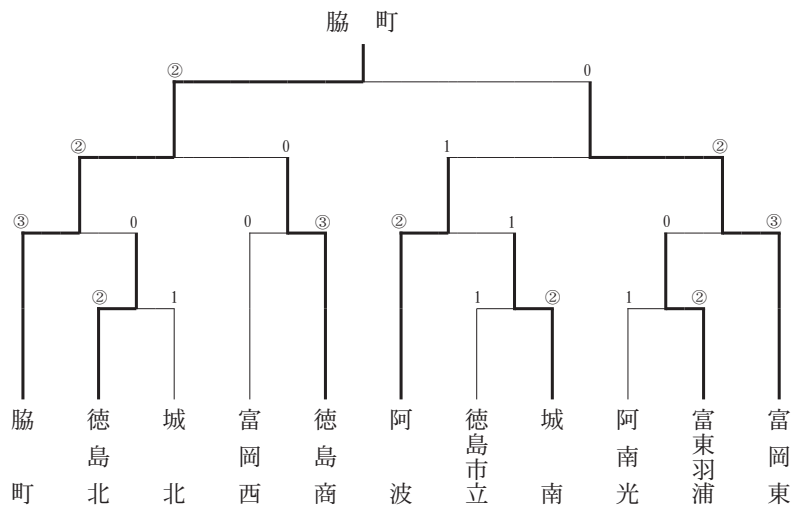 脇 町
② 0
② 0 1 ②
③ 0 0 ③ ② 1 0 ③
② 1 1 ② 1 ②
脇町
徳島北
城北
富岡西
徳島商
阿波
徳島市立
城南
阿南光
富東羽浦
富岡東